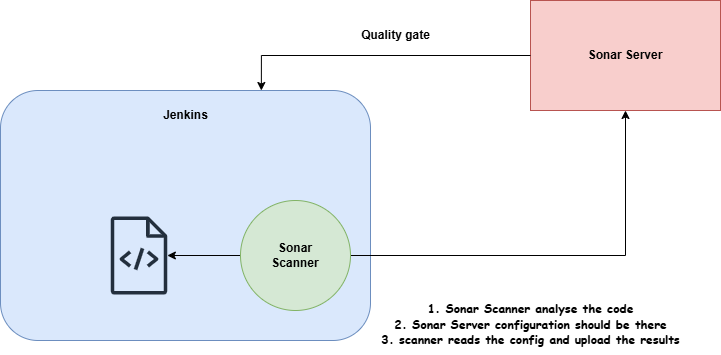 Quality gate
Sonar Server
Jenkins
</>
Sonar
Scanner
1. Sonar Scanner analyse the code
2. Sonar Server configuration should be there
3. scanner reads the config and upload the results